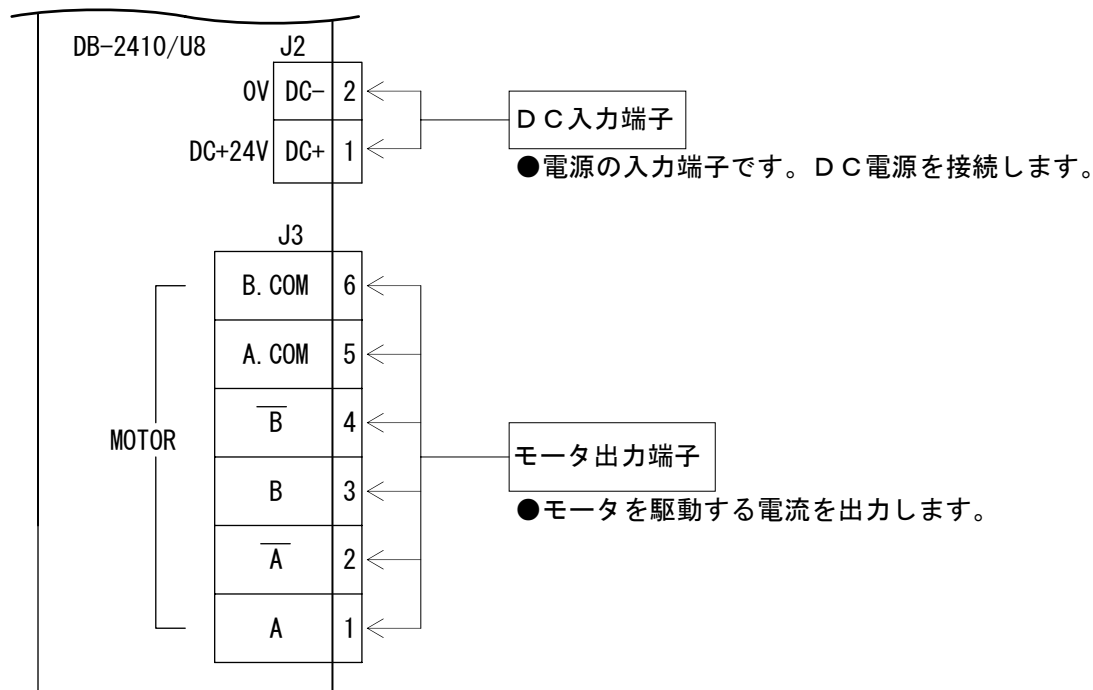 DB-2410/U8 J2
0V DC- 2
DC入力端子
DC+24V DC+ 1
●電源の入力端子です。DC電源を接続します。
J3
B.COM 6
A.COM 5
B̅ 4
MOTOR
モータ出力端子
B 3
●モータを駆動する電流を出力します。
A̅ 2
A 1